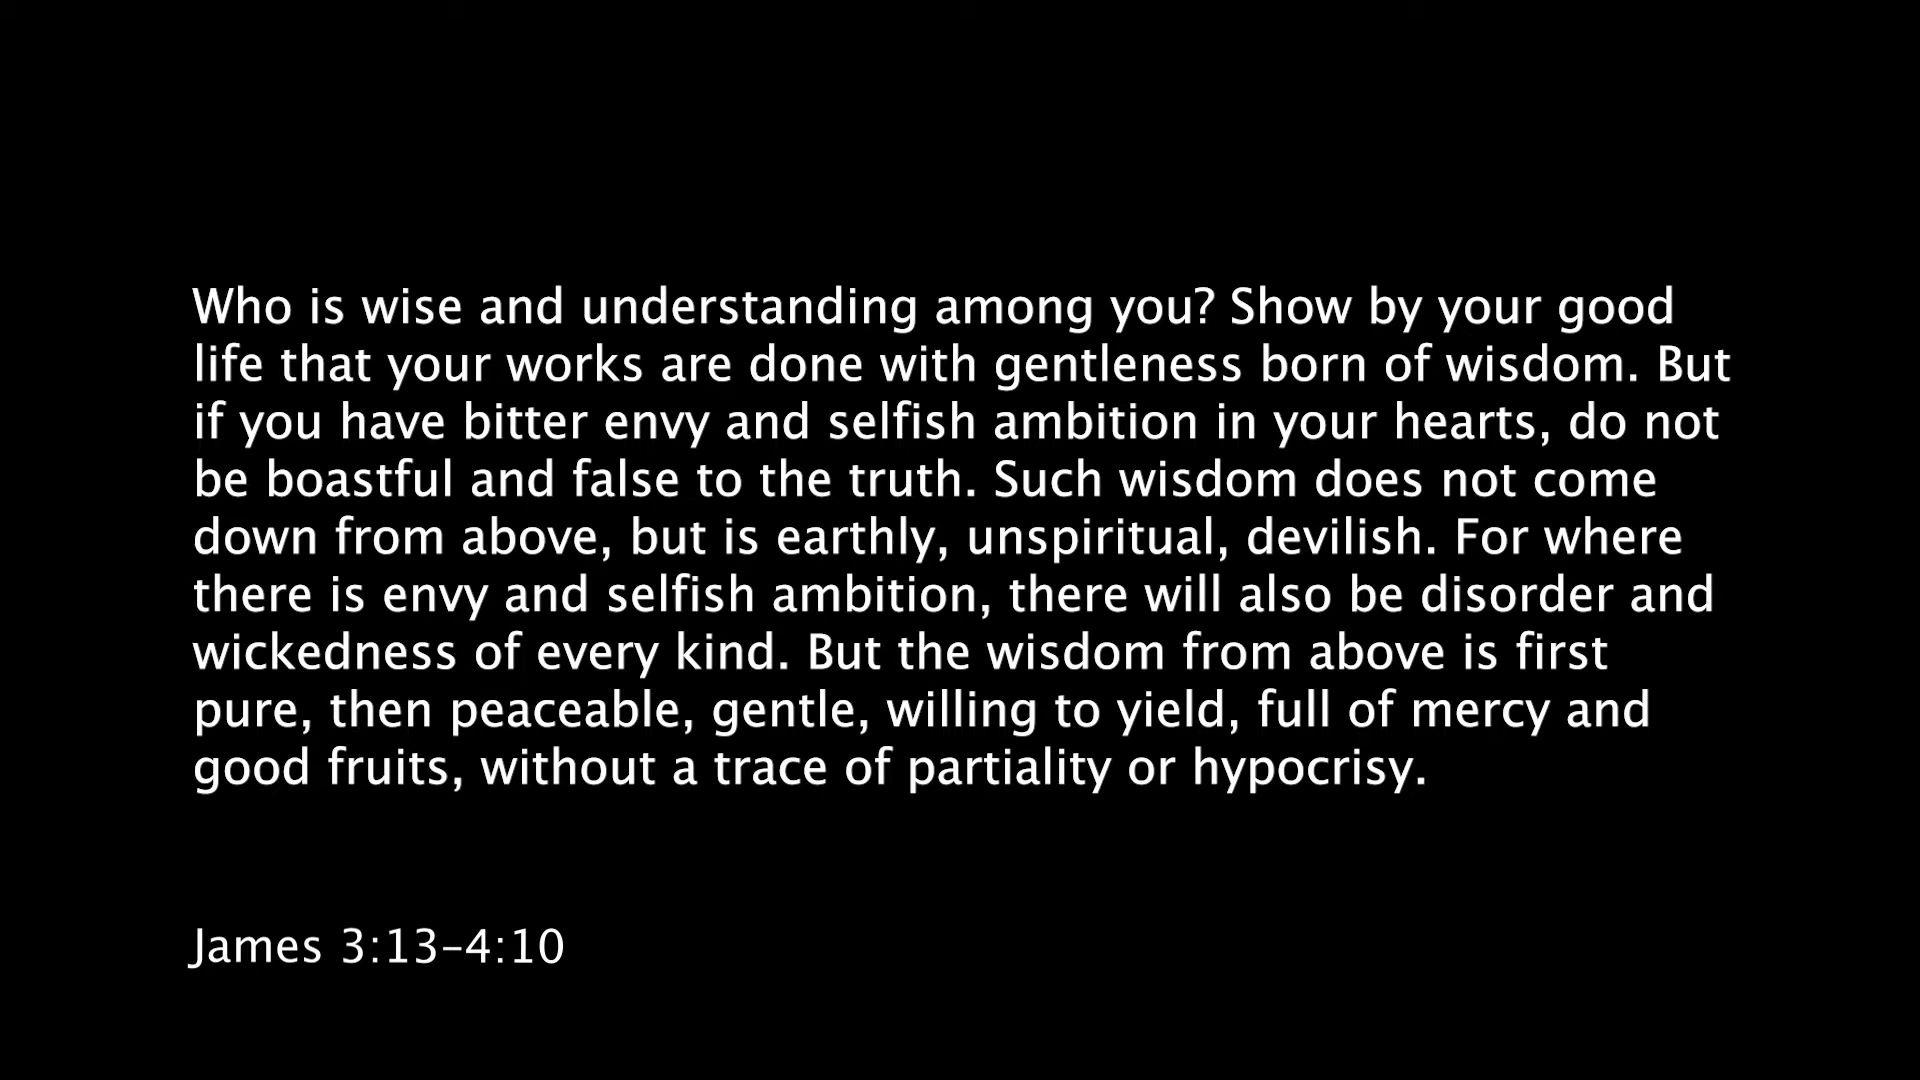 Who is wise and understanding among you? Show by your good
life that your works are done with gentleness born of wisdom. But
if you have bitter envy and selfish ambition in your hearts, do not
be boastful and false to the truth. Such wisdom does not come
down from above, but is earthly, unspiritual, devilish. For where
there is envy and selfish ambition, there will also be disorder and
wickedness of every kind. But the wisdom from above is first
pure, then peaceable, gentle, willing to yield, full of mercy and
good fruits, without a trace of partiality or hypocrisy.
James 3:13–4:10